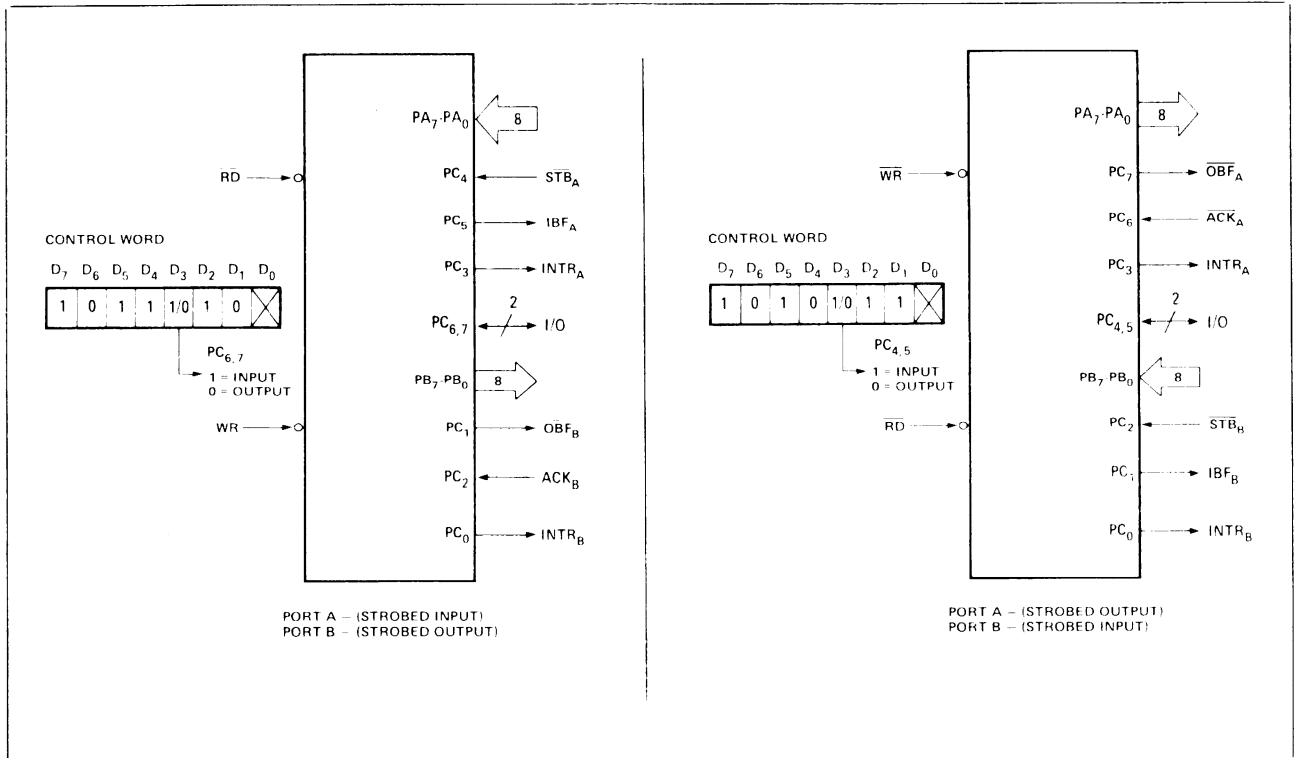 PA7-PA0
8
RD
PC4
STBA
PC5
IBFA
CONTROL WORD
PC3
INTRA
D7 D6 D5 D4 D3 D2 D1 D0
1 0 1 1 1/0 1 0
2
PC6,7
I/O
PC6,7
1 = INPUT
0 = OUTPUT
PB7-PB0
8
WR
PC1
OBFB
PC2
ACKB
PC0
INTRB
PORT A – (STROBED INPUT)
PORT B – (STROBED OUTPUT)
PA7-PA0
8
WR
PC7
OBFA
PC6
ACKA
CONTROL WORD
PC3
INTRA
D7 D6 D5 D4 D3 D2 D1 D0
1 0 1 0 1/0 1 1
2
PC4,5
I/O
PC4,5
1 = INPUT
0 = OUTPUT
PB7-PB0
8
RD
PC2
STBB
PC1
IBFB
PC0
INTRB
PORT A – (STROBED OUTPUT)
PORT B – (STROBED INPUT)